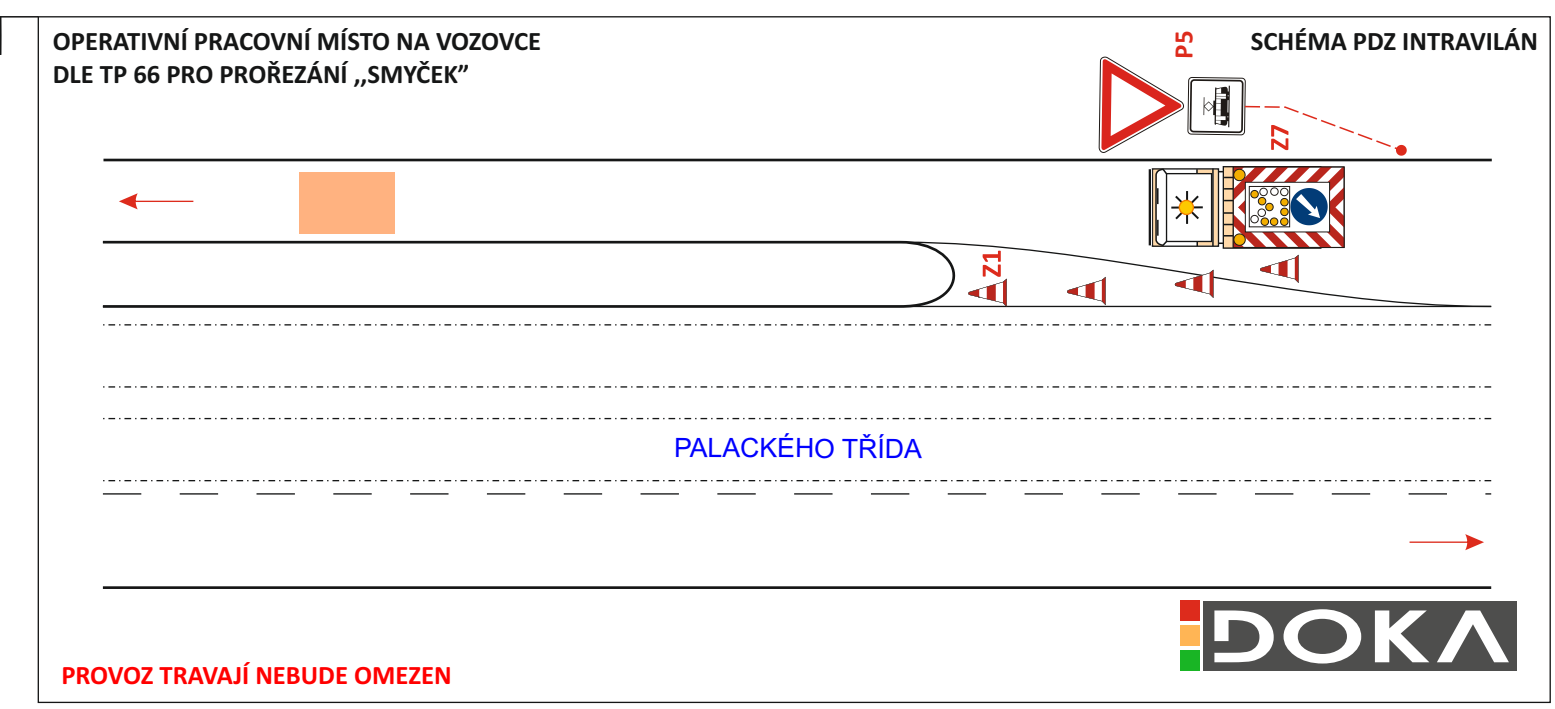 OPERATIVNÍ PRACOVNÍ MÍSTO NA VOZOVCE
DLE TP 66 PRO PROŘEZÁNÍ ,,SMYČEK”
SCHÉMA PDZ INTRAVILÁN
P5
Z7
Z1
PALACKÉHO TŘÍDA
DOKA
PROVOZ TRAVAJÍ NEBUDE OMEZEN